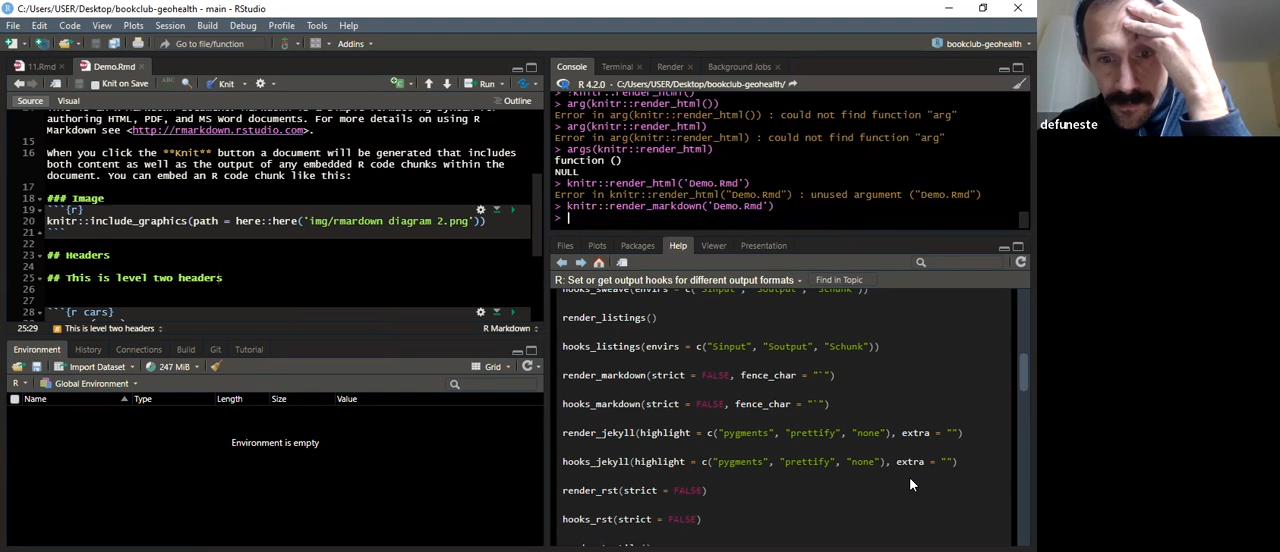 C:/Users/USER/Desktop/bookclub-geohealth - main - RStudio
File Edit Code View Plots Session Build Debug Profile Tools Help
Go to file/function Addins bookclub-geohealth
11.Rmd Demo.Rmd
Knit on Save Knit Run
Source Visual Outline
authoring HTML, PDF, and MS Word documents. For more details on using R
Markdown see <http://rmarkdown.rstudio.com>.
15
16 When you click the **Knit** button a document will be generated that includes
both content as well as the output of any embedded R code chunks within the
document. You can embed an R code chunk like this:
17
18 ### Image
19 ```{r}
20 knitr::include_graphics(path = here::here('img/rmardown diagram 2.png'))
21 ```
22
23 ## Headers
24
25 ## This is level two headers
26
27
28 ```{r cars}
25:29 This is level two headers R Markdown
Environment History Connections Build Git Tutorial
Import Dataset 247 MiB Grid
R Global Environment
Name Type Length Size Value
Environment is empty
Console Terminal Render Background Jobs
R 4.2.0 · C:/Users/USER/Desktop/bookclub-geohealth/
> ?knitr::render_html()
> arg(knitr::render_html())
Error in arg(knitr::render_html()) : could not find function "arg"
> arg(knitr::render_html)
Error in arg(knitr::render_html) : could not find function "arg"
> args(knitr::render_html)
function ()
NULL
> knitr::render_html('Demo.Rmd')
Error in knitr::render_html("Demo.Rmd") : unused argument ("Demo.Rmd")
> knitr::render_markdown('Demo.Rmd')
>
Files Plots Packages Help Viewer Presentation
R: Set or get output hooks for different output formats Find in Topic
hooks_sweave(envirs = c("Sinput", "Soutput", "Schunk"))
render_listings()
hooks_listings(envirs = c("Sinput", "Soutput", "Schunk"))
render_markdown(strict = FALSE, fence_char = "`")
hooks_markdown(strict = FALSE, fence_char = "`")
render_jekyll(highlight = c("pygments", "prettify", "none"), extra = "")
hooks_jekyll(highlight = c("pygments", "prettify", "none"), extra = "")
render_rst(strict = FALSE)
hooks_rst(strict = FALSE)
defuneste